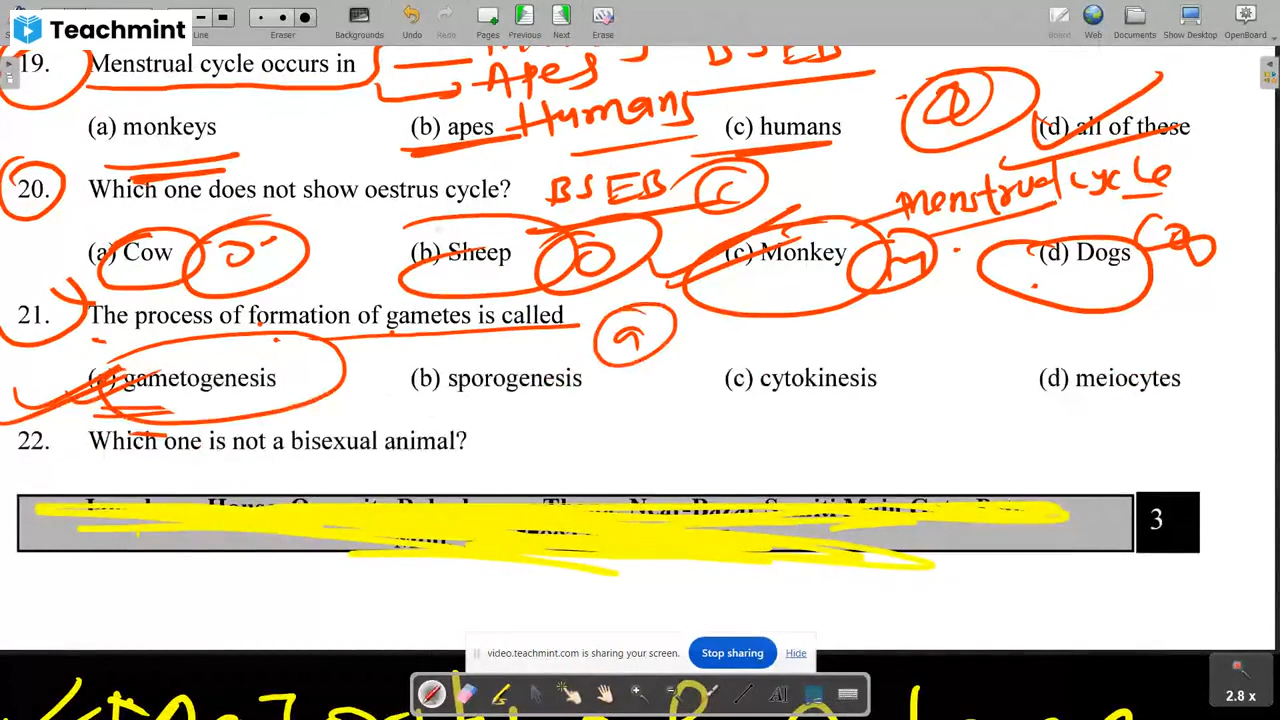 Teachmint
Line
Eraser
Backgrounds
Undo
Redo
Pages
Previous
Next
Erase
Board
Web
Documents
Show Desktop
OpenBoard
19. Menstrual cycle occurs in
BSEB
Apes
Humans
(a) monkeys (b) apes (c) humans (d) all of these
20. Which one does not show oestrus cycle? BSEB C
menstrual cycle
(a) Cow O (b) Sheep O (c) Monkey m (d) Dogs
21. The process of formation of gametes is called a
(a) gametogenesis (b) sporogenesis (c) cytokinesis (d) meiocytes
22. Which one is not a bisexual animal?
3
video.teachmint.com is sharing your screen. Stop sharing Hide
2.8 x